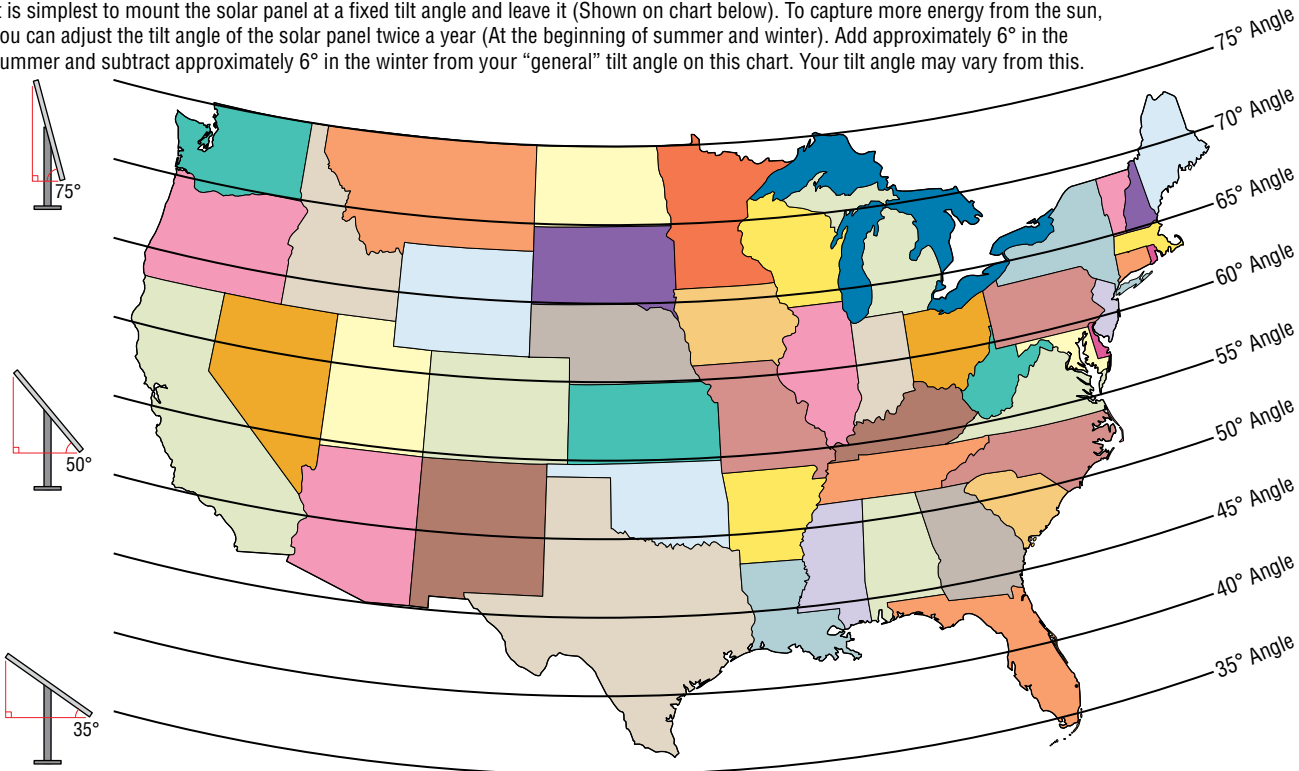 t is simplest to mount the solar panel at a fixed tilt angle and leave it (Shown on chart below). To capture more energy from the sun,
ou can adjust the tilt angle of the solar panel twice a year (At the beginning of summer and winter). Add approximately 6° in the
ummer and subtract approximately 6° in the winter from your “general” tilt angle on this chart. Your tilt angle may vary from this.
75° Angle
70° Angle
65° Angle
60° Angle
55° Angle
50° Angle
45° Angle
40° Angle
35° Angle
75°
50°
35°